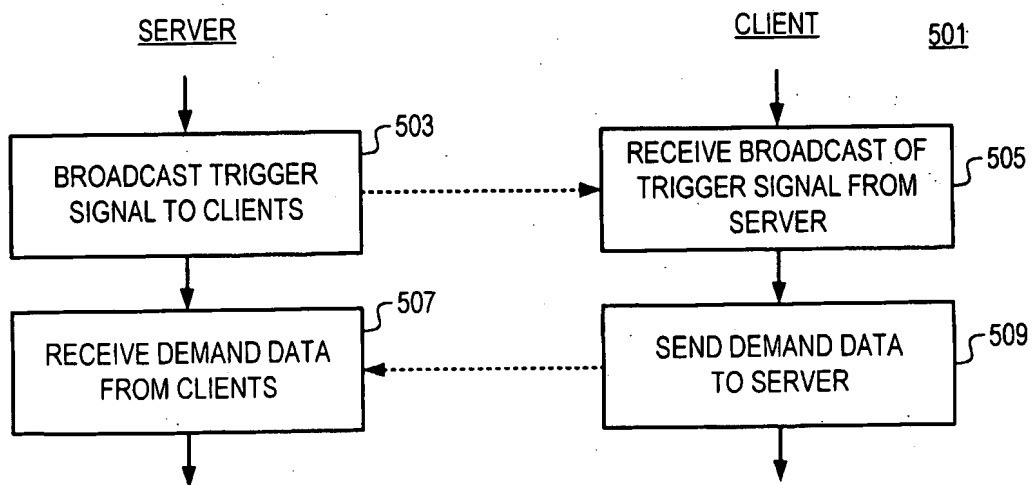 SERVER
CLIENT
501
503
BROADCAST TRIGGER
SIGNAL TO CLIENTS
RECEIVE BROADCAST OF
TRIGGER SIGNAL FROM
SERVER
505
507
RECEIVE DEMAND DATA
FROM CLIENTS
SEND DEMAND DATA
TO SERVER
509